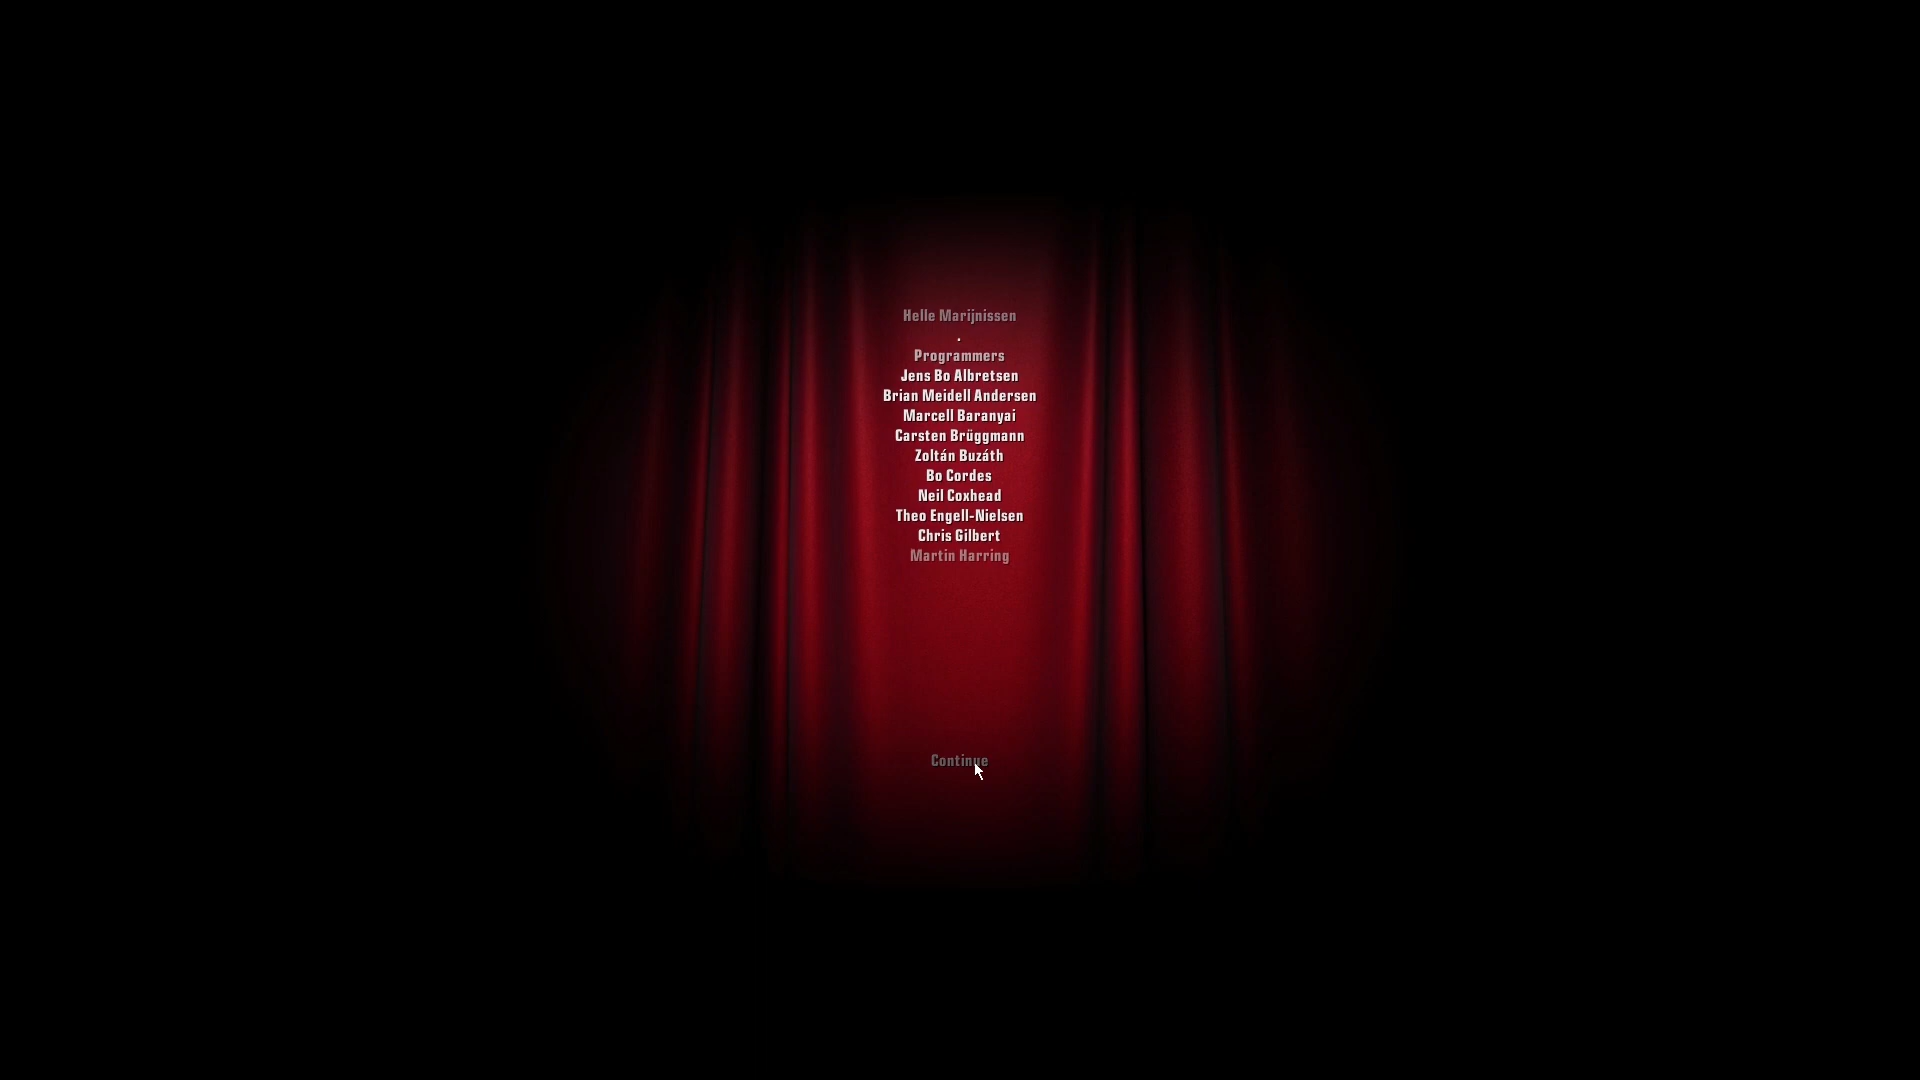 Helle Marijnissen
.
Programmers
Jens Bo Albretsen
Brian Meidell Andersen
Marcell Baranyai
Carsten Brüggmann
Zoltán Buzáth
Bo Cordes
Neil Coxhead
Theo Engell-Nielsen
Chris Gilbert
Martin Harring
Continue